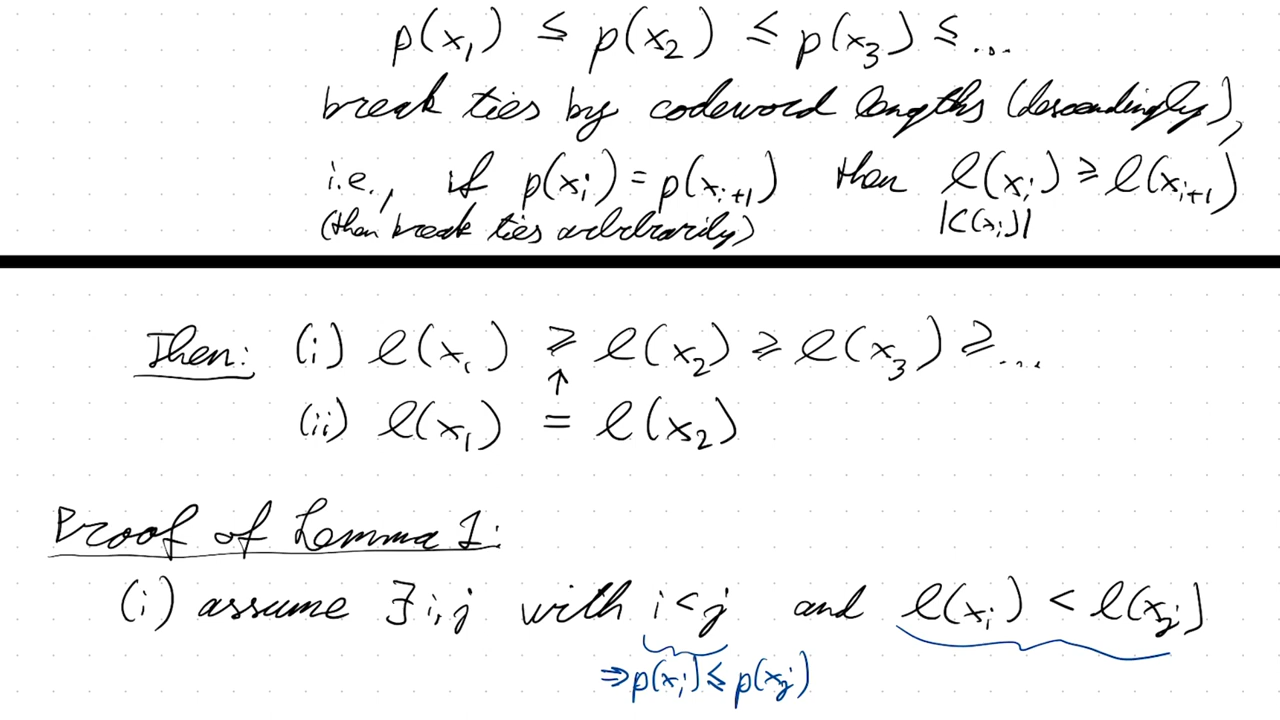 p(x₁) ≤ p(x₂) ≤ p(x₃) ≤ ...
break ties by codeword lengths (descendingly),
i.e., if p(xᵢ) = p(xᵢ₊₁) then ℓ(xᵢ) ≥ ℓ(xᵢ₊₁)
(then break ties arbitrarily) |C(xᵢ)|
Then: (i) ℓ(x₁) ≥ ℓ(x₂) ≥ ℓ(x₃) ≥ ...
↑
(ii) ℓ(x₁) = ℓ(x₂)
Proof of Lemma 1:
(i) assume ∃ i,j with i < j and ℓ(xᵢ) < ℓ(xⱼ)
⇒ p(xᵢ) ≤ p(xⱼ)